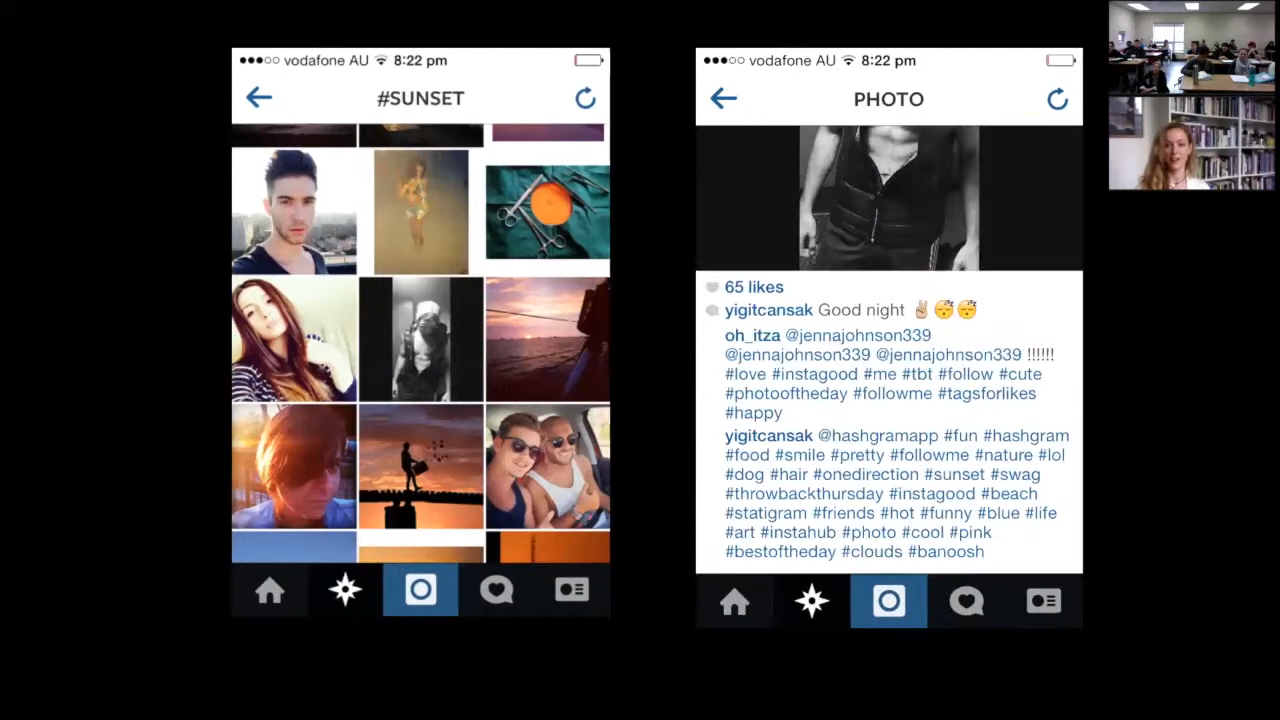 vodafone AU 8:22 pm
#SUNSET
vodafone AU 8:22 pm
PHOTO
65 likes
yigitcansak Good night ✌️😴😴
oh_itza @jennajohnson339
@jennajohnson339 @jennajohnson339 !!!!!!
#love #instagood #me #tbt #follow #cute
#photooftheday #followme #tagsforlikes
#happy
yigitcansak @hashgramapp #fun #hashgram
#food #smile #pretty #followme #nature #lol
#dog #hair #onedirection #sunset #swag
#throwbackthursday #instagood #beach
#statigram #friends #hot #funny #blue #life
#art #instahub #photo #cool #pink
#bestoftheday #clouds #banoosh